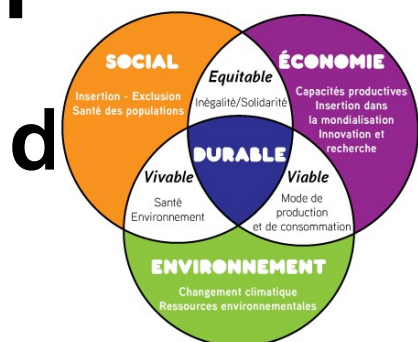 SOCIAL
Insertion - Exclusion
Santé des populations
Equitable
Inégalité/Solidarité
ÉCONOMIE
Capacités productives
Insertion dans
la mondialisation
Innovation et
recherche
d
DURABLE
Vivable
Santé
Environnement
Viable
Mode de
production
et de consommation
ENVIRONNEMENT
Changement climatique
Ressources environnementales